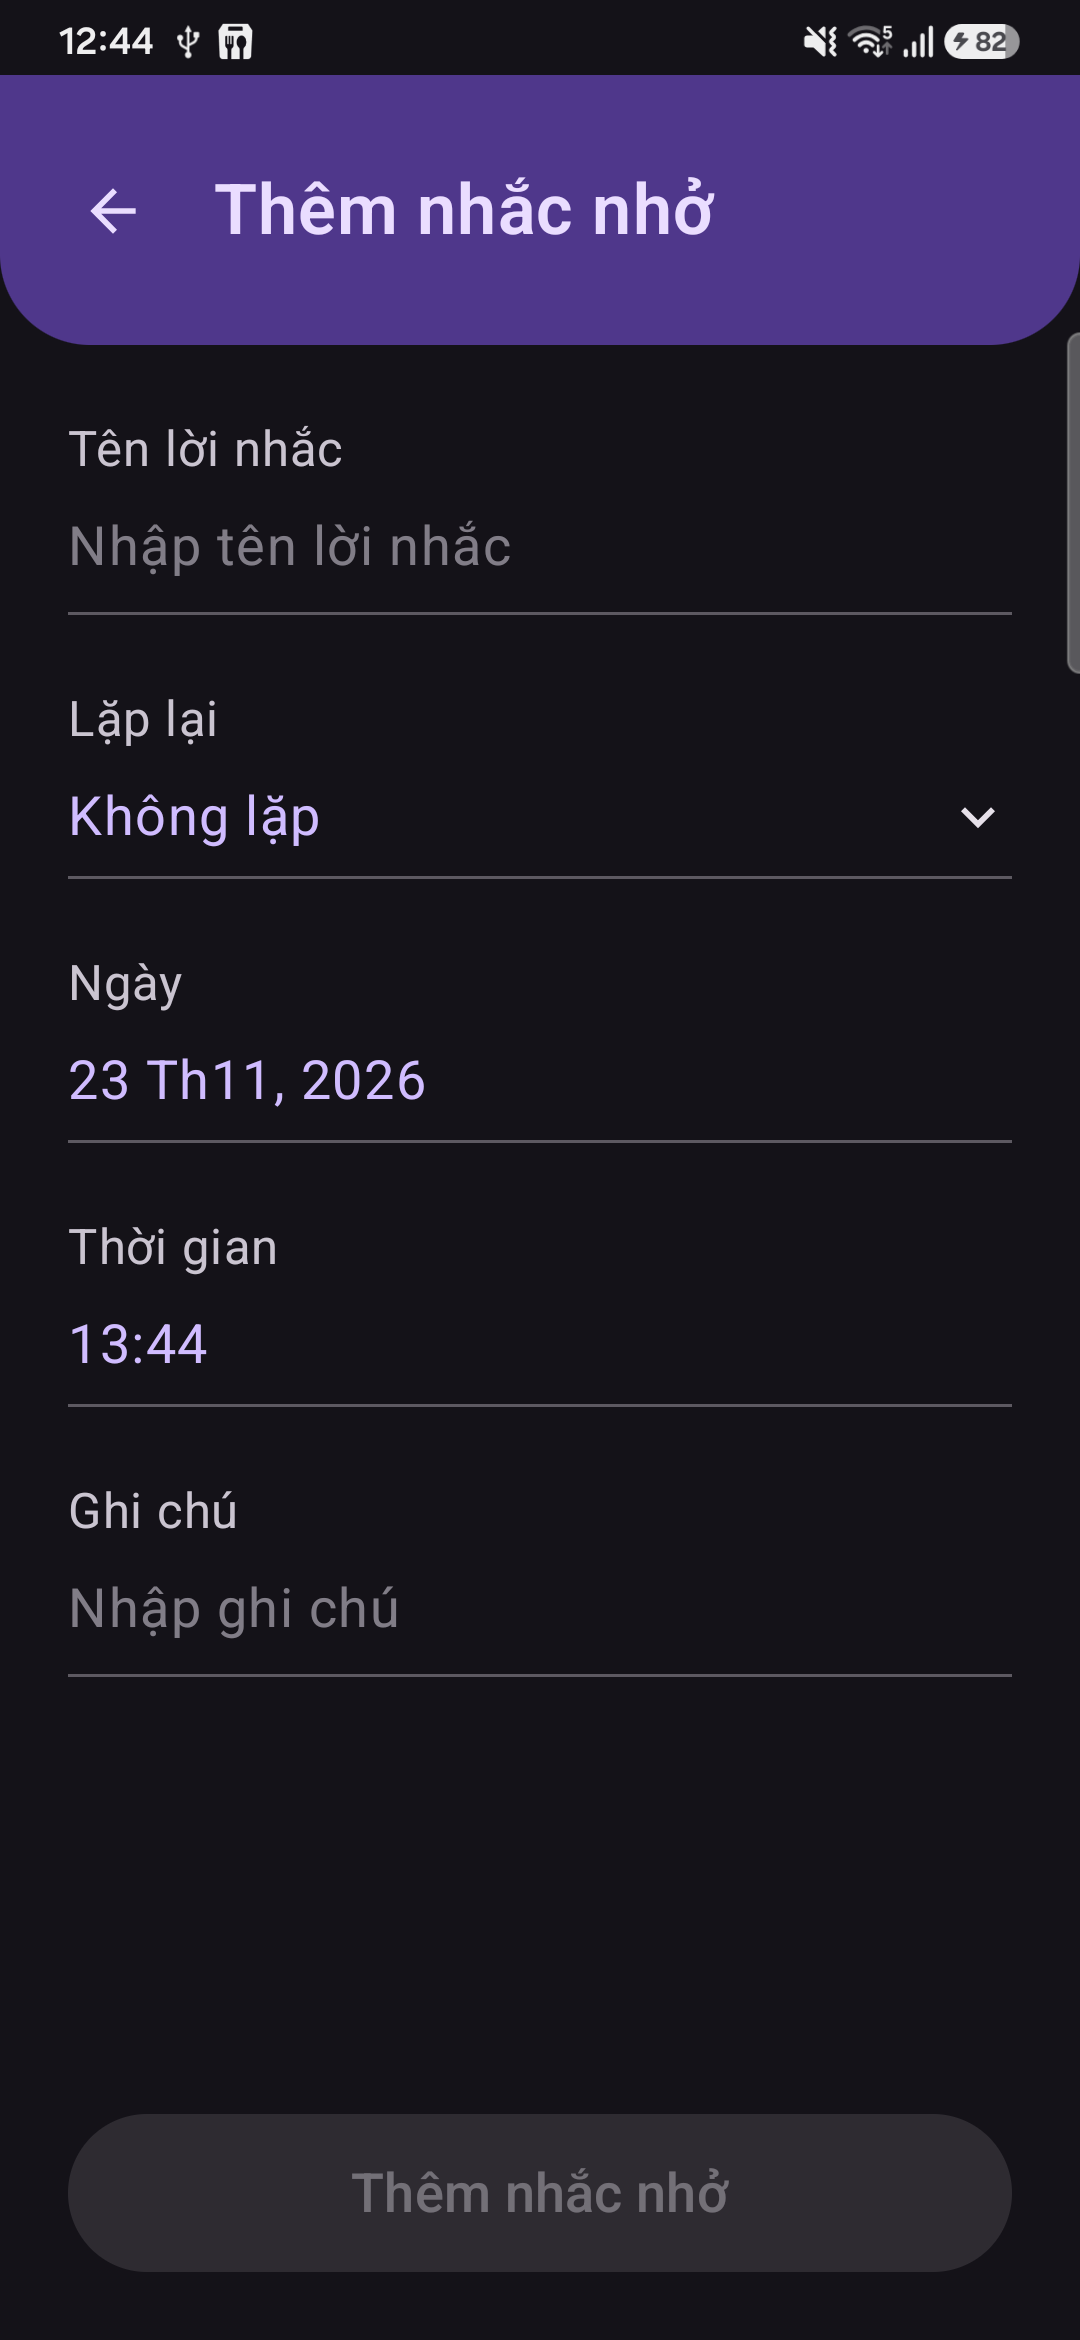 12:44
5
82
Thêm nhắc nhở
Tên lời nhắc
Nhập tên lời nhắc
Lặp lại
Không lặp
Ngày
23 Th11, 2026
Thời gian
13:44
Ghi chú
Nhập ghi chú
Thêm nhắc nhở